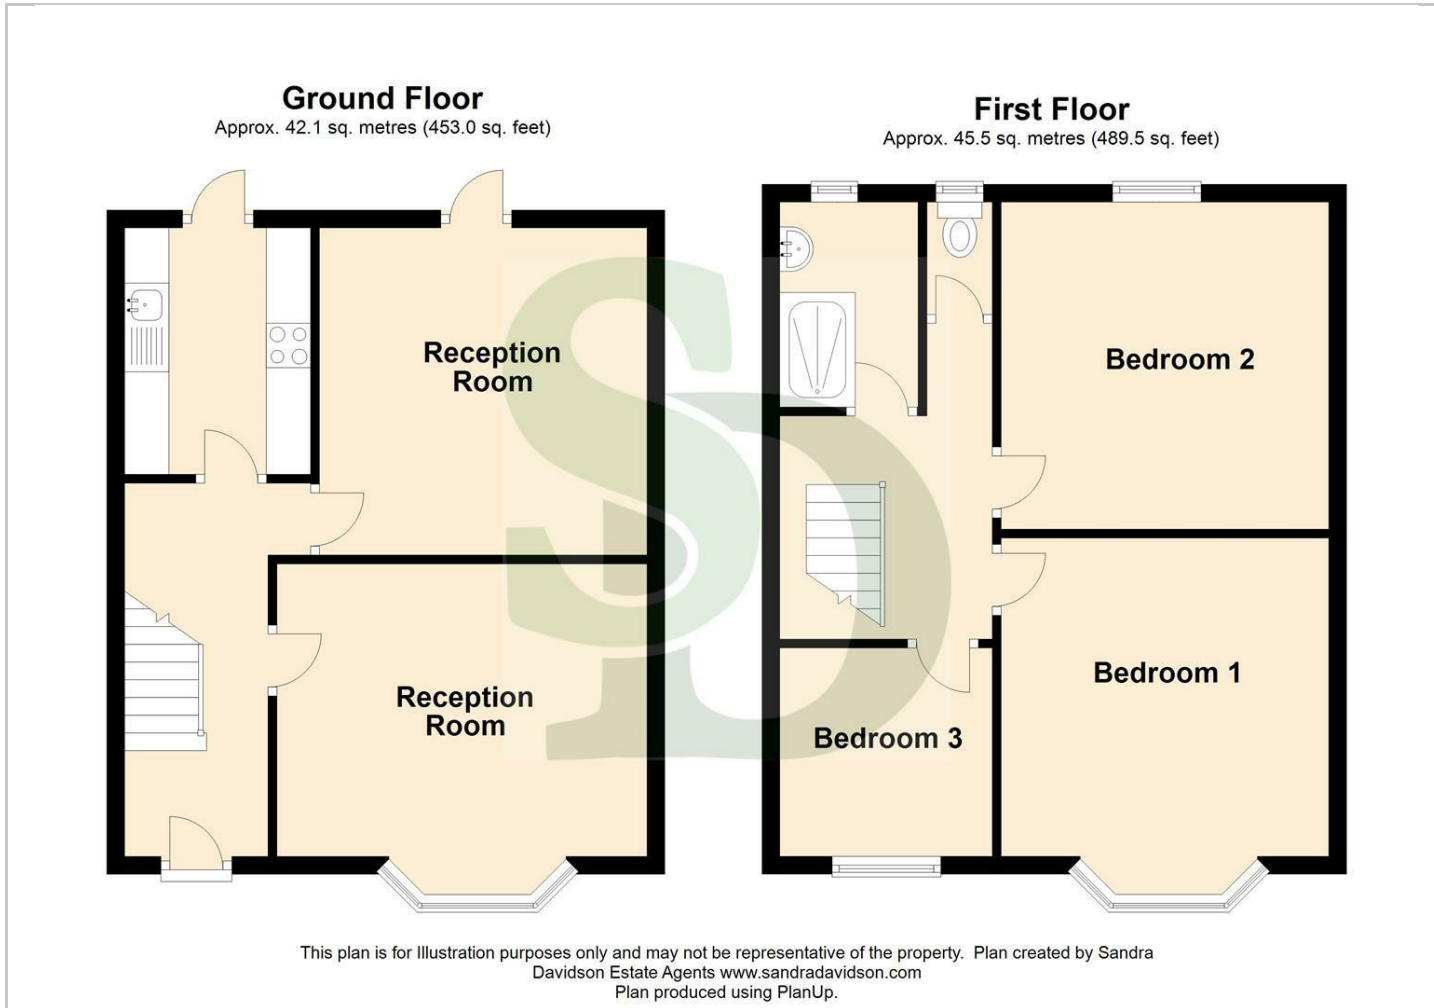 Ground Floor
Approx. 42.1 sq. metres (453.0 sq. feet)
First Floor
Approx. 45.5 sq. metres (489.5 sq. feet)
Reception
Room
Reception
Room
Bedroom 2
Bedroom 1
Bedroom 3
SD
This plan is for Illustration purposes only and may not be representative of the property. Plan created by Sandra
Davidson Estate Agents www.sandradavidson.com
Plan produced using PlanUp.